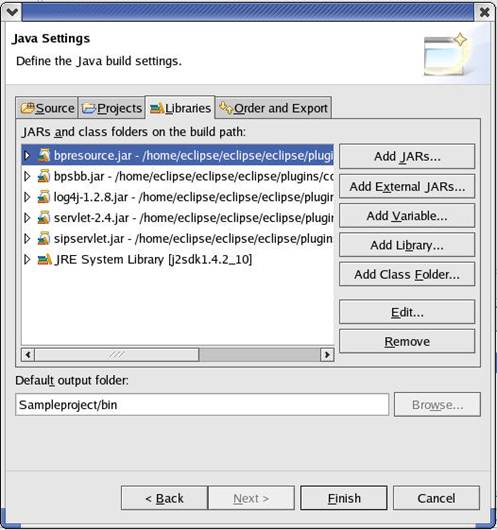 Java Settings
Define the Java build settings.
Source Projects Libraries Order and Export
JARs and class folders on the build path:
bpresource.jar - /home/eclipse/eclipse/eclipse/plugi
bpsbb.jar - /home/eclipse/eclipse/eclipse/plugins/co
log4j-1.2.8.jar - /home/eclipse/eclipse/eclipse/plugin
servlet-2.4.jar - /home/eclipse/eclipse/eclipse/plugin
sipservlet.jar - /home/eclipse/eclipse/eclipse/plugin
JRE System Library [j2sdk1.4.2_10]
Add JARs...
Add External JARs...
Add Variable...
Add Library...
Add Class Folder...
Edit...
Remove
Default output folder:
Sampleproject/bin
Browse...
< Back
Next >
Finish
Cancel